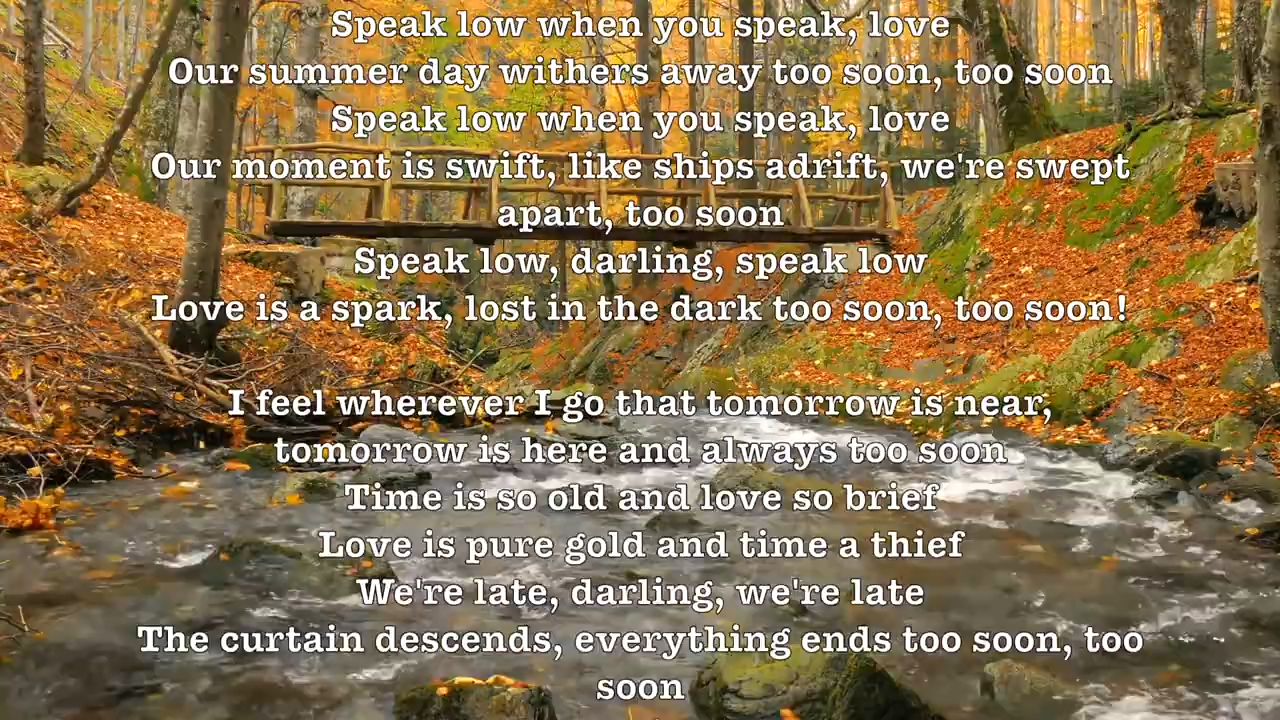 Speak low when you speak, love
Our summer day withers away too soon, too soon
Speak low when you speak, love
Our moment is swift, like ships adrift, we're swept
apart, too soon
Speak low, darling, speak low
Love is a spark, lost in the dark too soon, too soon!
I feel wherever I go that tomorrow is near,
tomorrow is here and always too soon
Time is so old and love so brief
Love is pure gold and time a thief
We're late, darling, we're late
The curtain descends, everything ends too soon, too
soon